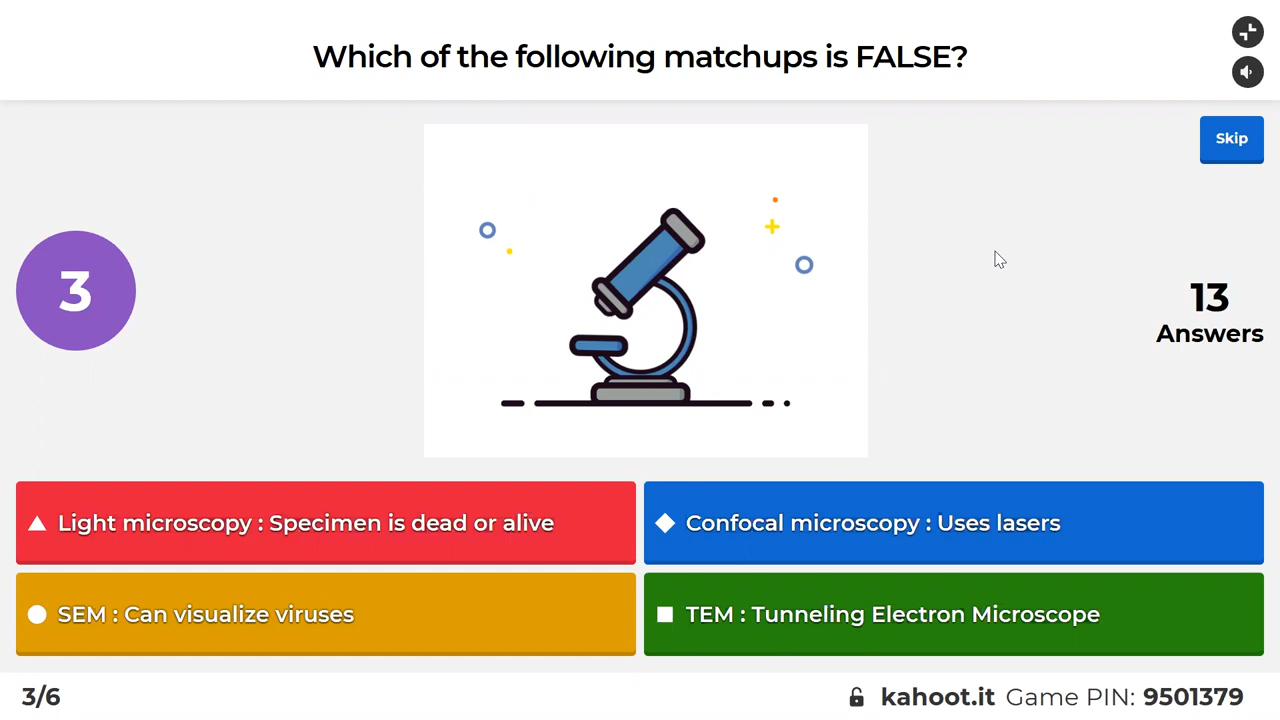 Which of the following matchups is FALSE?
Skip
3
13
Answers
Light microscopy : Specimen is dead or alive
Confocal microscopy : Uses lasers
SEM : Can visualize viruses
TEM : Tunneling Electron Microscope
3/6
kahoot.it Game PIN: 9501379